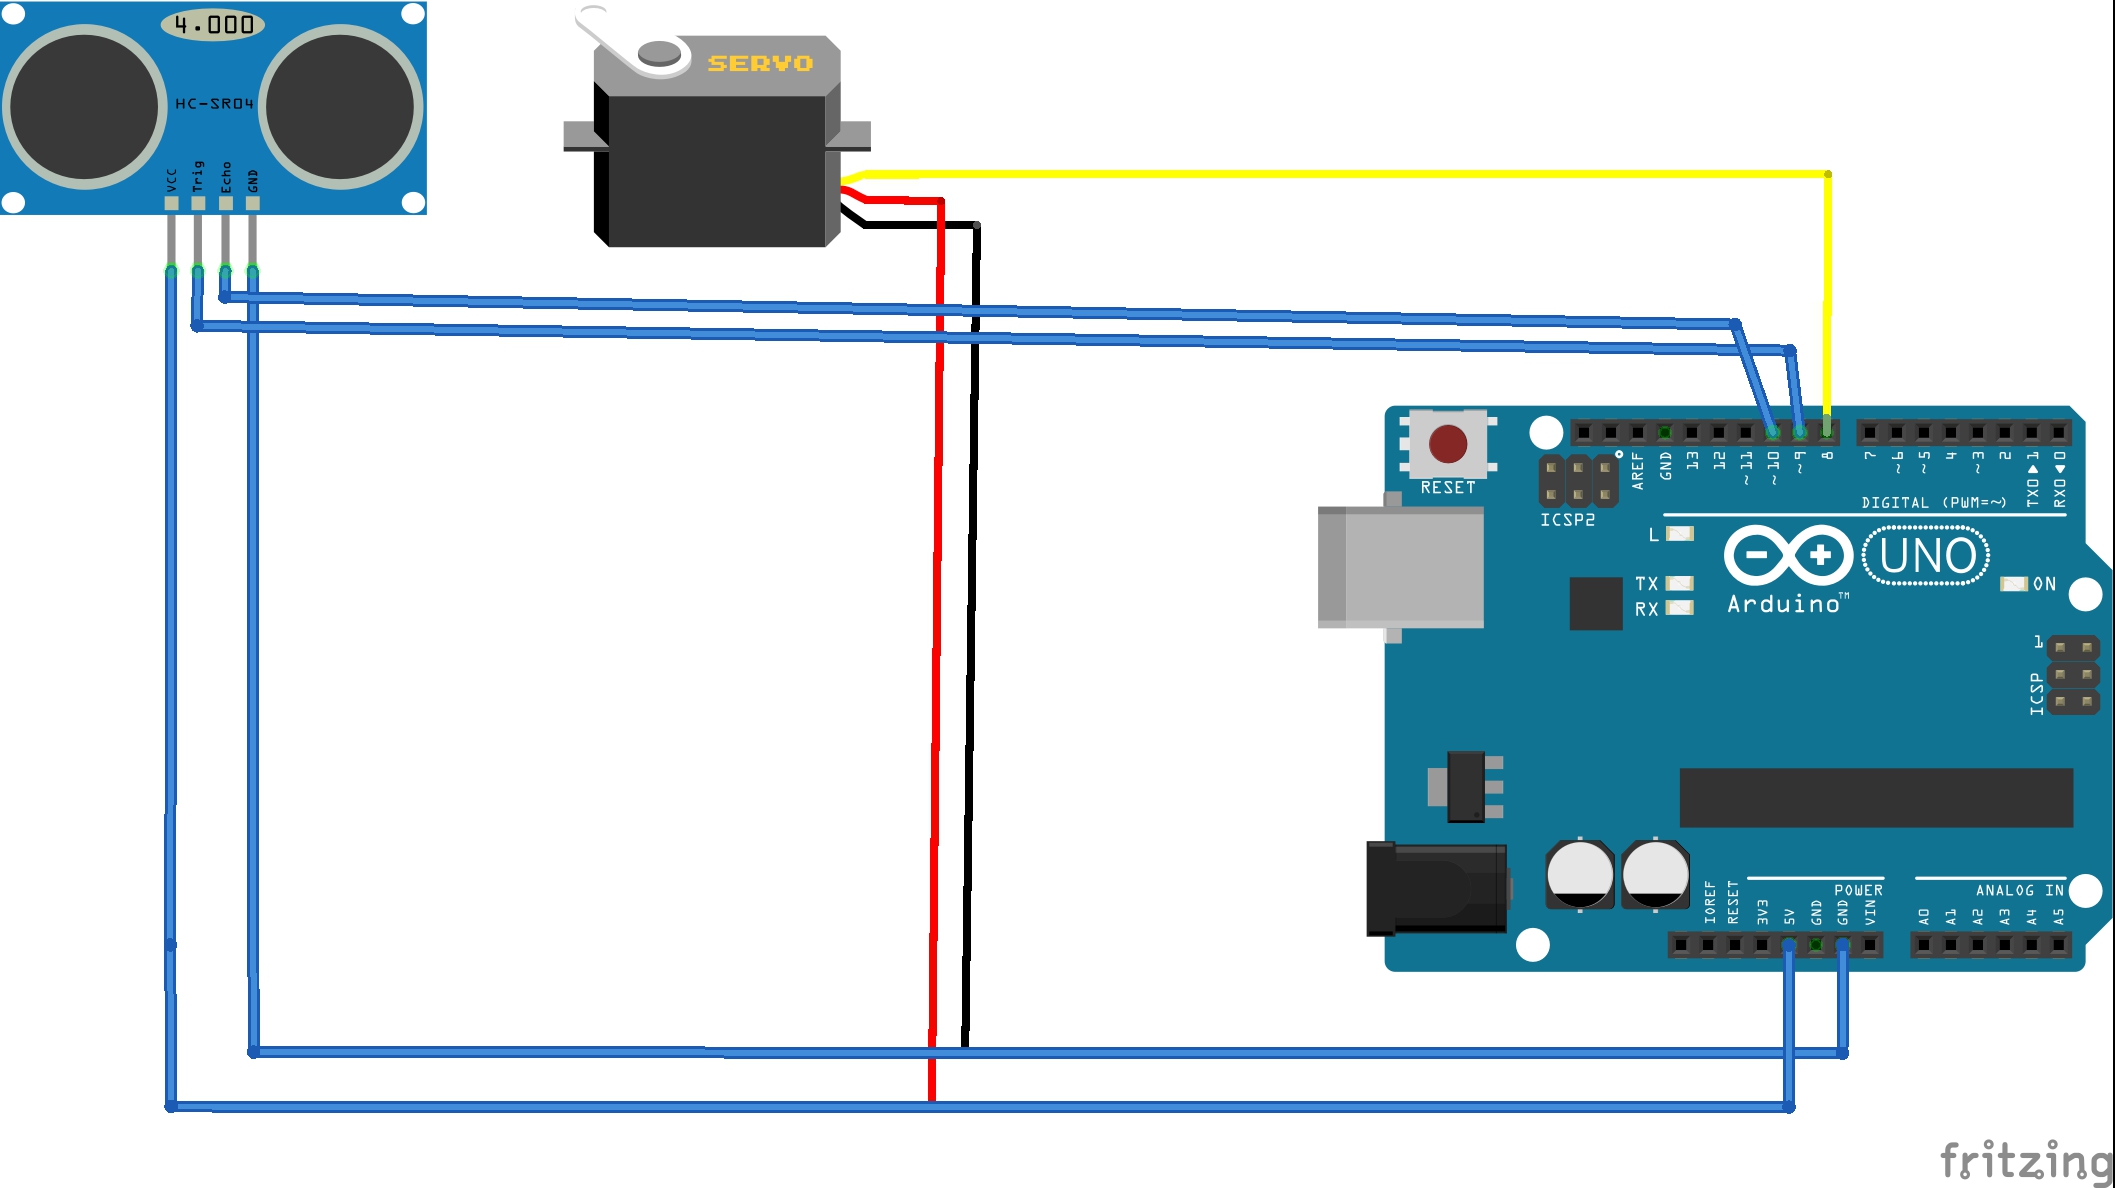 4.000
HC-SR04
VCC
Trig
Echo
GND
SERVO
RESET
ICSP2
AREF
GND
13
12
~11
~10
~9
8
7
~6
~5
4
~3
2
TX0▶1
RX0◀0
DIGITAL (PWM=~)
L
TX
RX
UNO
Arduino™
ON
1
ICSP
IOREF
RESET
3V3
5V
GND
GND
VIN
POWER
ANALOG IN
A0
A1
A2
A3
A4
A5
fritzing